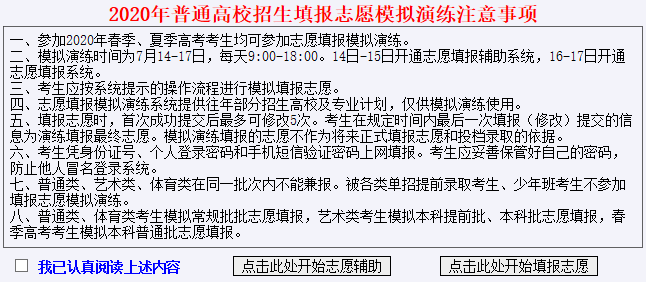 2020年普通高校招生填报志愿模拟演练注意事项
一、参加2020年春季、夏季高考考生均可参加志愿填报模拟演练。
二、模拟演练时间为7月14-17日，每天9:00-18:00。14日-15日开通志愿填报辅助系统，16-17日开通
志愿填报系统。
三、考生应按系统提示的操作流程进行模拟填报志愿。
四、志愿填报模拟演练系统提供往年部分招生高校及专业计划，仅供模拟演练使用。
五、填报志愿时，首次成功提交后最多可修改5次。考生在规定时间内最后一次填报（修改）提交的信
息为演练填报最终志愿。模拟演练填报的志愿不作为将来正式填报志愿和投档录取的依据。
六、考生凭身份证号、个人登录密码和手机短信验证密码上网填报。考生应妥善保管好自己的密码，
防止他人冒名登录系统。
七、普通类、艺术类、体育类在同一批次内不能兼报。被各类单招提前录取考生、少年班考生不参加
填报志愿模拟演练。
八、普通类、体育类考生模拟常规批批志愿填报，艺术类考生模拟本科提前批、本科批志愿填报，春
季高考考生模拟本科普通批志愿填报。
我已认真阅读上述内容 点击此处开始志愿辅助 点击此处开始填报志愿